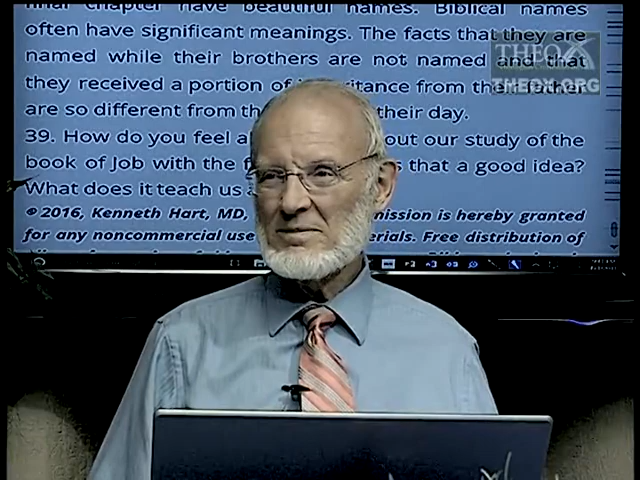 final Chapter have beautiful names. Biblical names
often have significant meanings. The facts that they are
named while their brothers are not named and that
they received a portion of from their father
are so different from their day.
39. How do you feel our study of the
book of Job with the that a good idea?
What does it teach us
© 2016, Kenneth Hart, MD, mission is hereby granted
for any noncommercial use Free distribution of
THEOX
THEOX.ORG